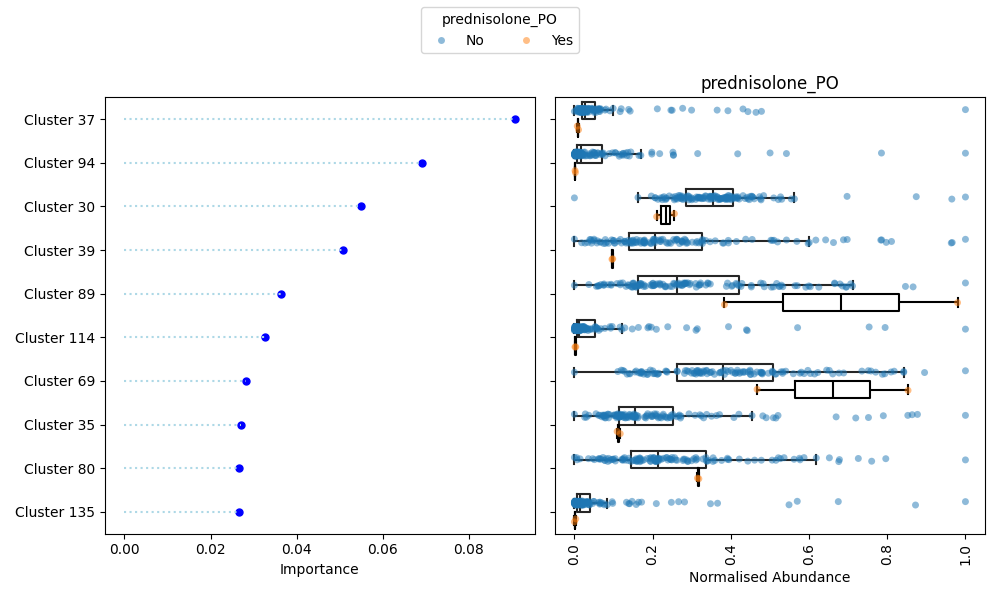 prednisolone_PO
No Yes
prednisolone_PO
Cluster 37
Cluster 94
Cluster 30
Cluster 39
Cluster 89
Cluster 114
Cluster 69
Cluster 35
Cluster 80
Cluster 135
0.00 0.02 0.04 0.06 0.08
Importance
0.0 0.2 0.4 0.6 0.8 1.0
Normalised Abundance